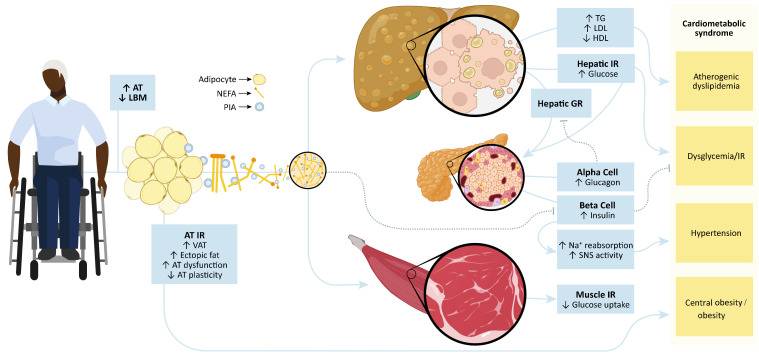 ↑ AT
↓ LBM
Adipocyte
NEFA
PIA
AT IR
↑ VAT
↑ Ectopic fat
↑ AT dysfunction
↓ AT plasticity
↑ TG
↑ LDL
↓ HDL
Hepatic IR
↑ Glucose
Hepatic GR
Alpha Cell
↑ Glucagon
Beta Cell
↑ Insulin
↑ Na⁺ reabsorption
↑ SNS activity
Muscle IR
↓ Glucose uptake
Cardiometabolic
syndrome
Atherogenic
dyslipidemia
Dysglycemia/IR
Hypertension
Central obesity/
obesity